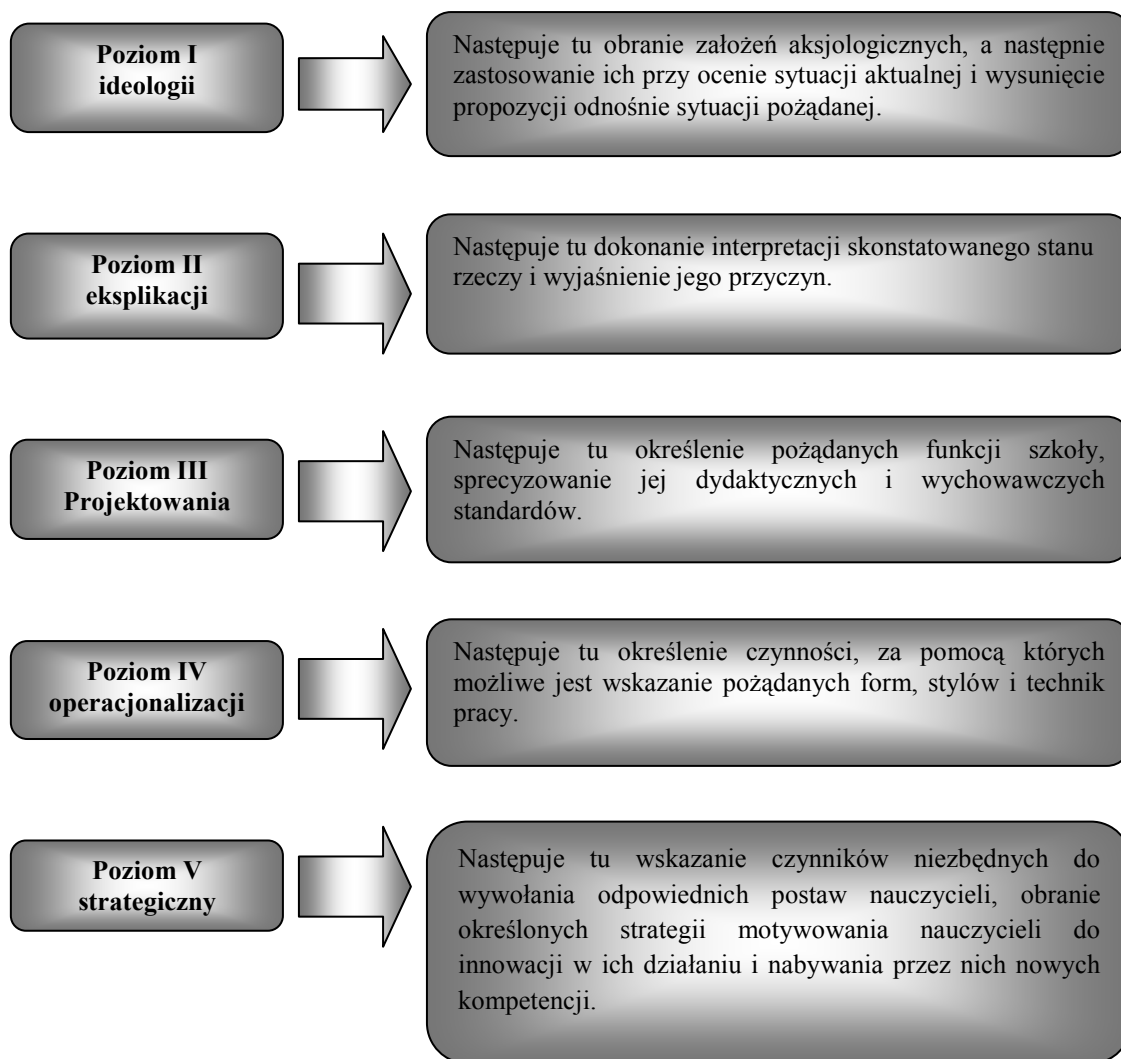 Poziom I
ideologii
Następuje tu obranie założeń aksjologicznych, a następnie
zastosowanie ich przy ocenie sytuacji aktualnej i wysunięcie
propozycji odnośnie sytuacji pożądanej.
Poziom II
eksplikacji
Następuje tu dokonanie interpretacji skonstatowanego stanu
rzeczy i wyjaśnienie jego przyczyn.
Poziom III
Projektowania
Następuje tu określenie pożądanych funkcji szkoły,
sprecyzowanie jej dydaktycznych i wychowawczych
standardów.
Poziom IV
operacjonalizacji
Następuje tu określenie czynności, za pomocą których
możliwe jest wskazanie pożądanych form, stylów i technik
pracy.
Poziom V
strategiczny
Następuje tu wskazanie czynników niezbędnych do
wywołania odpowiednich postaw nauczycieli, obranie
określonych strategii motywowania nauczycieli do
innowacji w ich działaniu i nabywania przez nich nowych
kompetencji.